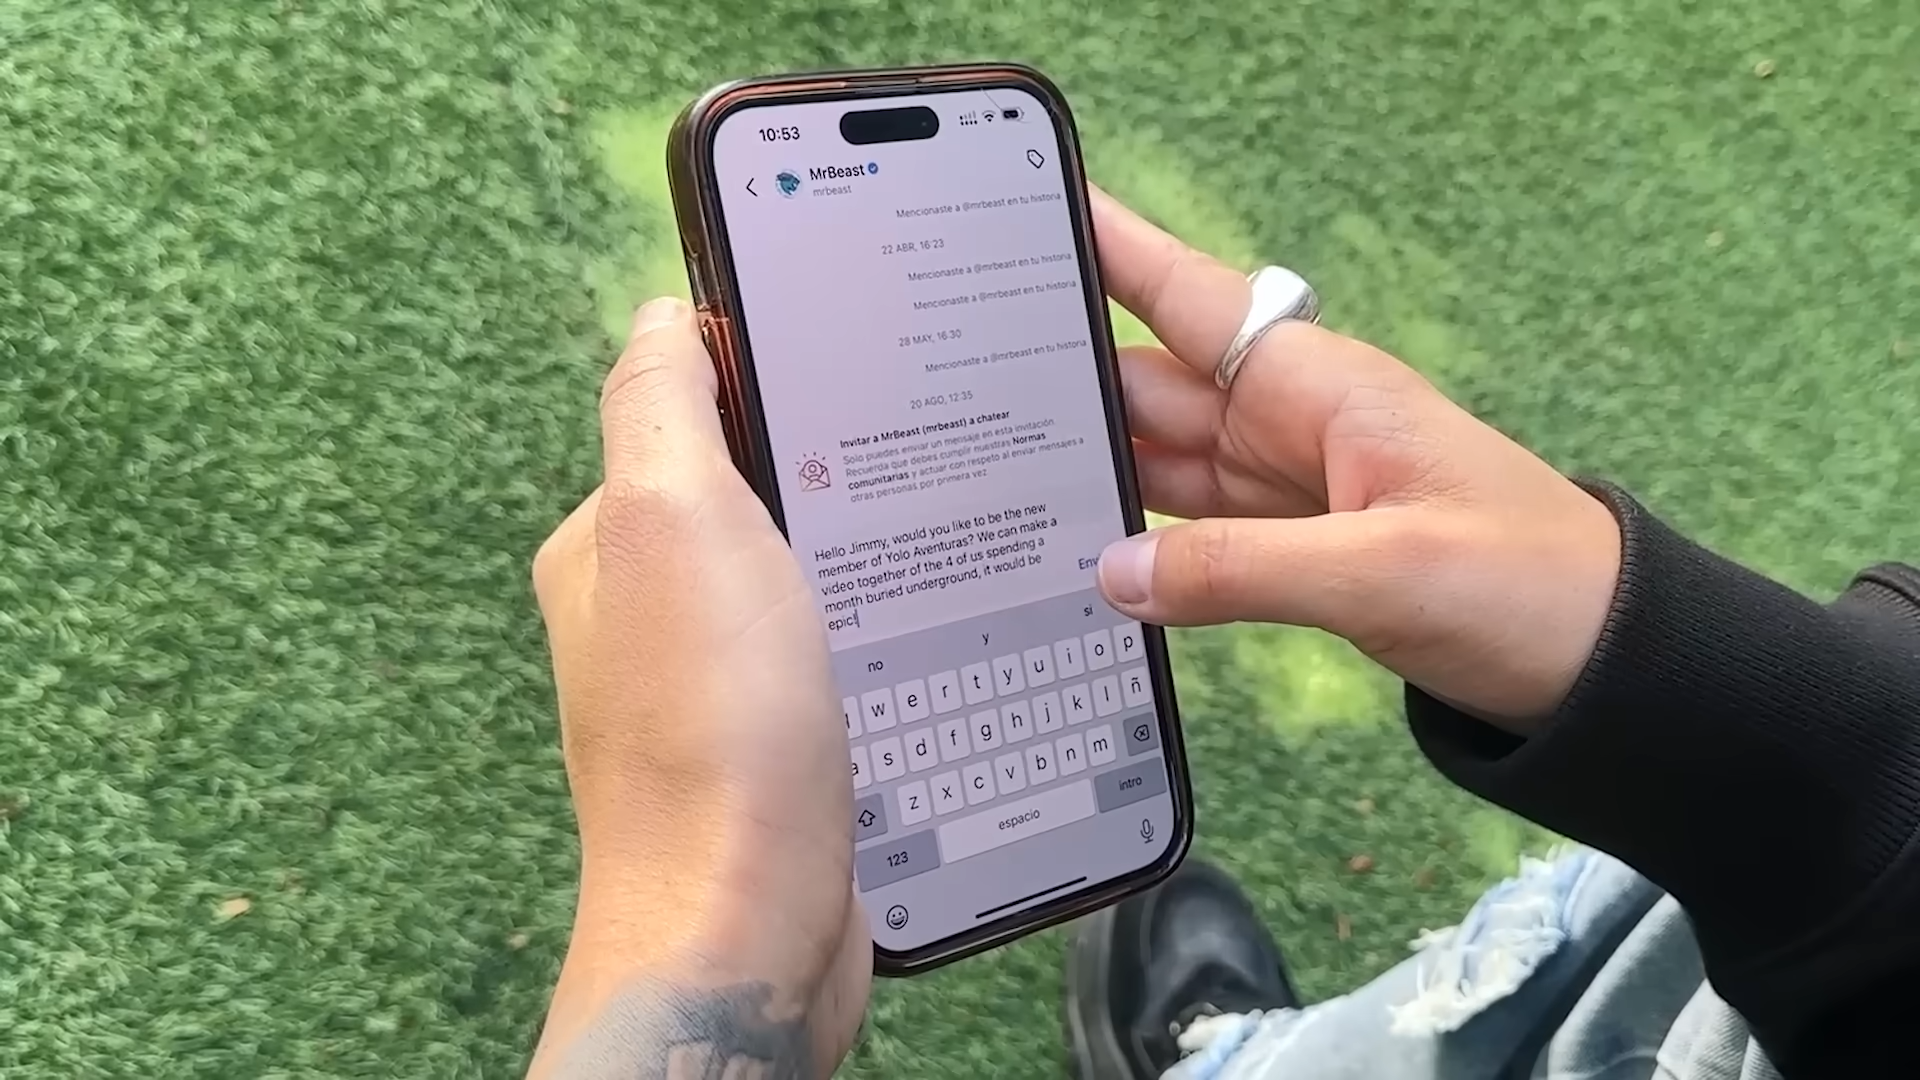 10:53
MrBeast
mrbeast
Mencionaste a @mrbeast en tu historia
22 ABR, 16:23
Mencionaste a @mrbeast en tu historia
Mencionaste a @mrbeast en tu historia
28 MAY, 16:30
Mencionaste a @mrbeast en tu historia
20 AGO, 12:35
Invitar a MrBeast (mrbeast) a chatear
Solo puedes enviar un mensaje en esta invitación.
Recuerda que debes cumplir nuestras Normas
comunitarias y actuar con respeto al enviar mensajes a
otras personas por primera vez.
Hello Jimmy, would you like to be the new
member of Yolo Aventuras? We can make a
video together of the 4 of us spending a
month buried underground, it would be
epic!
Env
no y si
w e r t y u i o p
a s d f g h j k l ñ
z x c v b n m
123 espacio intro